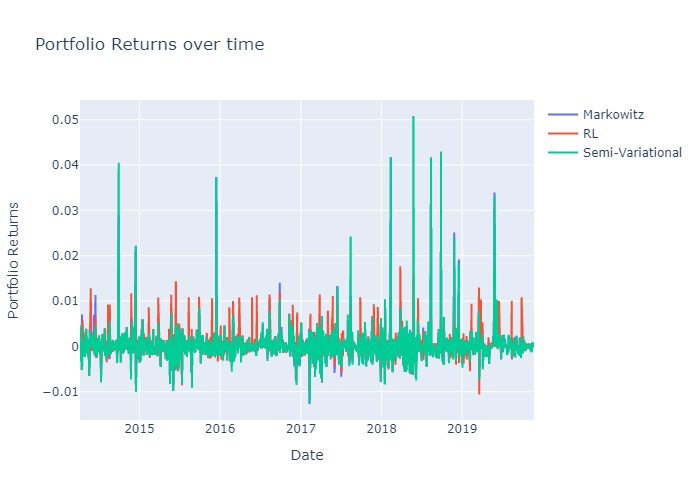 Portfolio Returns over time
Markowitz
RL
Semi-Variational
Portfolio Returns
0.05
0.04
0.03
0.02
0.01
0
−0.01
2015
2016
2017
2018
2019
Date